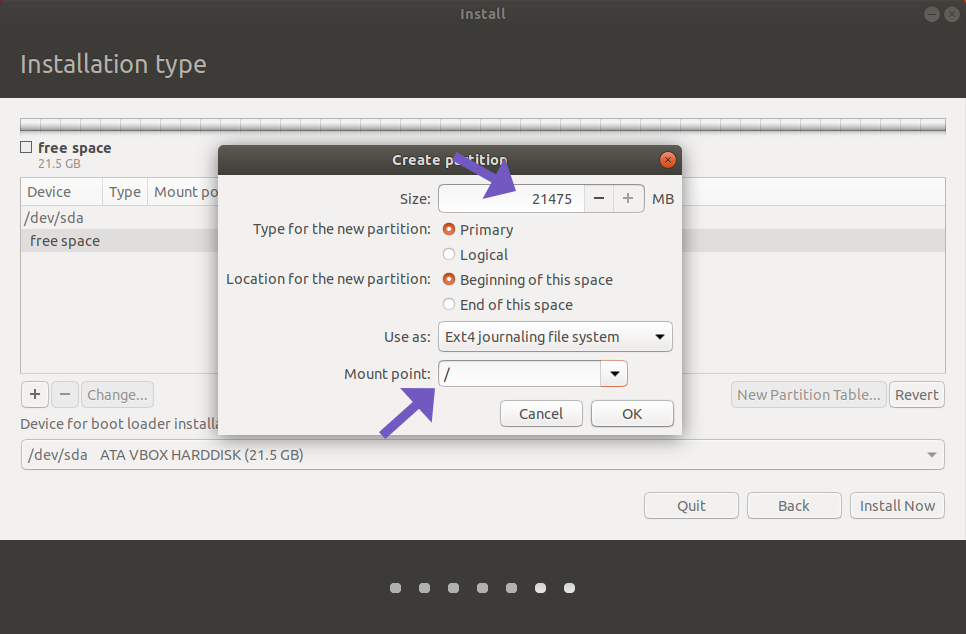 Install
Installation type
free space
21.5 GB
Device Type Mount po
/dev/sda
free space
Create partition
Size: 21475 − + MB
Type for the new partition: Primary
Logical
Location for the new partition: Beginning of this space
End of this space
Use as: Ext4 journaling file system
Mount point: /
Cancel OK
+ − Change... New Partition Table... Revert
Device for boot loader installa
/dev/sda ATA VBOX HARDDISK (21.5 GB)
Quit Back Install Now